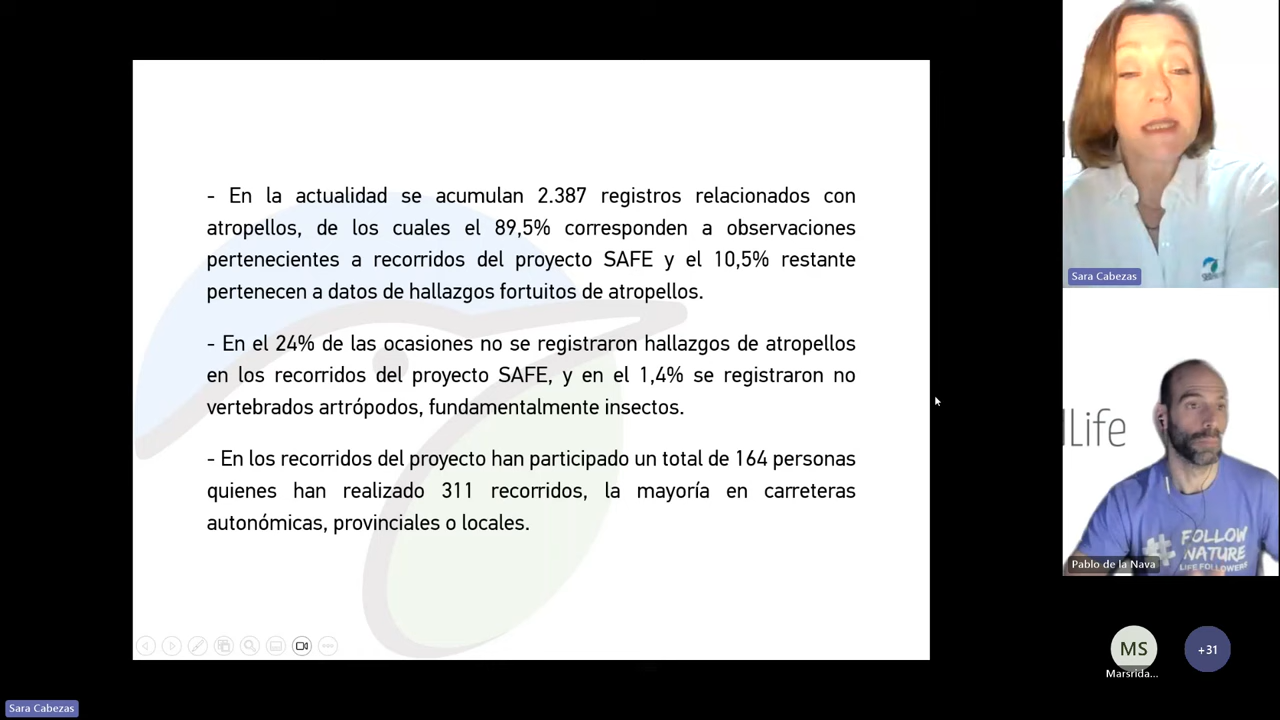 - En la actualidad se acumulan 2.387 registros relacionados con
atropellos, de los cuales el 89,5% corresponden a observaciones
pertenecientes a recorridos del proyecto SAFE y el 10,5% restante
pertenecen a datos de hallazgos fortuitos de atropellos.
- En el 24% de las ocasiones no se registraron hallazgos de atropellos
en los recorridos del proyecto SAFE, y en el 1,4% se registraron no
vertebrados artrópodos, fundamentalmente insectos.
- En los recorridos del proyecto han participado un total de 164 personas
quienes han realizado 311 recorridos, la mayoría en carreteras
autonómicas, provinciales o locales.
Sara Cabezas
Life
# FOLLOW
NATURE
LIFE FOLLOWERS
Pablo de la Nava
MS
Marsrida...
+31
Sara Cabezas